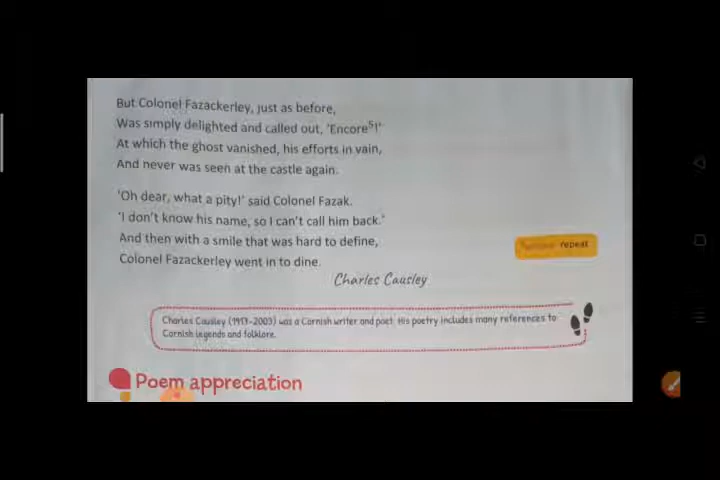 But Colonel Fazackerley, just as before,
Was simply delighted and called out, 'Encore⁵!'
At which the ghost vanished, his efforts in vain,
And never was seen at the castle again.
'Oh dear, what a pity!' said Colonel Fazak.
'I don't know his name, so I can't call him back.'
And then with a smile that was hard to define,
Colonel Fazackerley went in to dine.
repeat
Charles Causley
Charles Causley (1917–2003) was a Cornish writer and poet. His poetry includes many references to
Cornish legends and folklore.
Poem appreciation